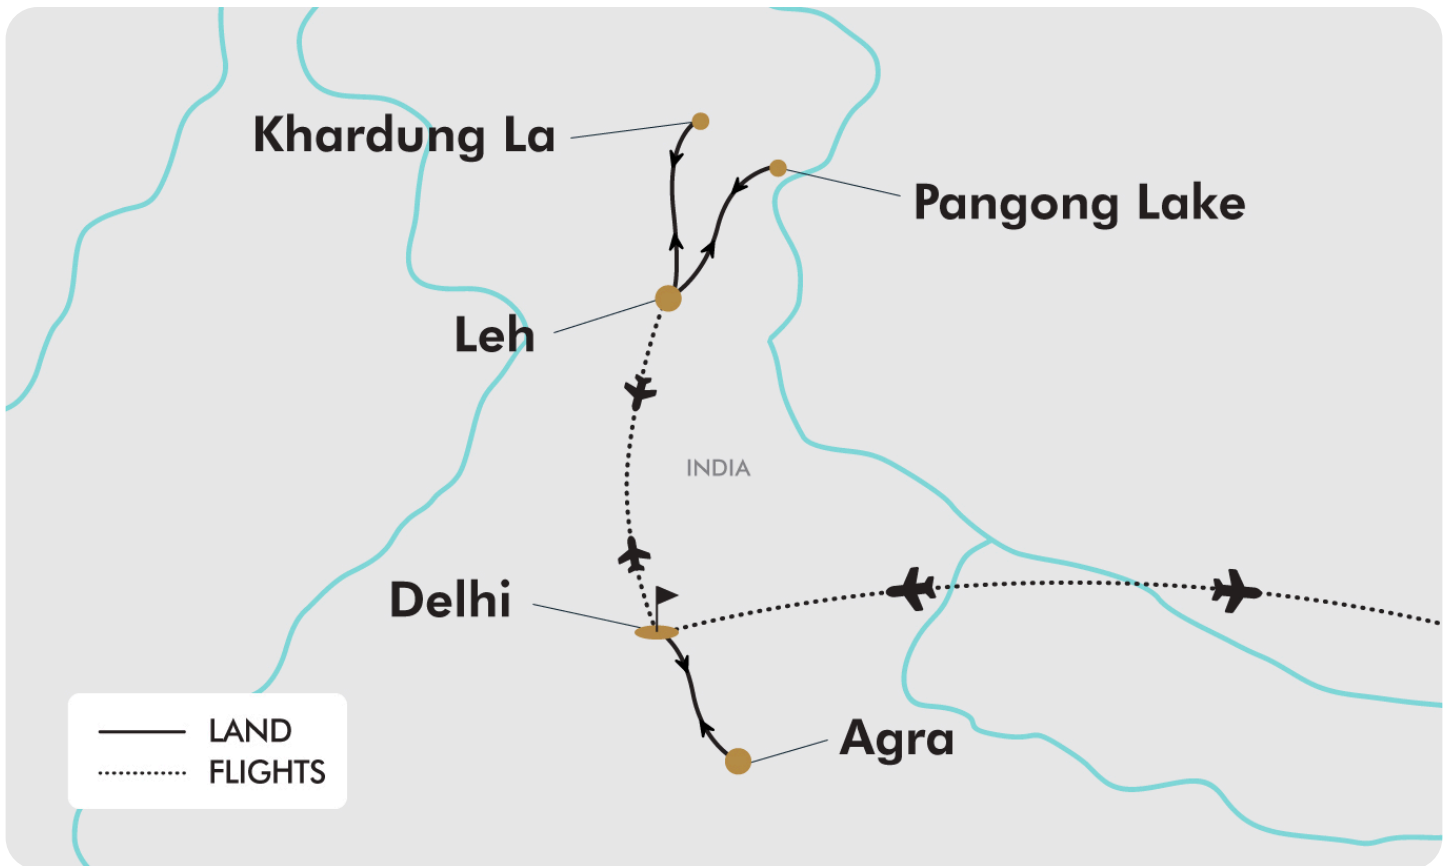 Khardung La
Pangong Lake
Leh
INDIA
Delhi
Agra
LAND
FLIGHTS